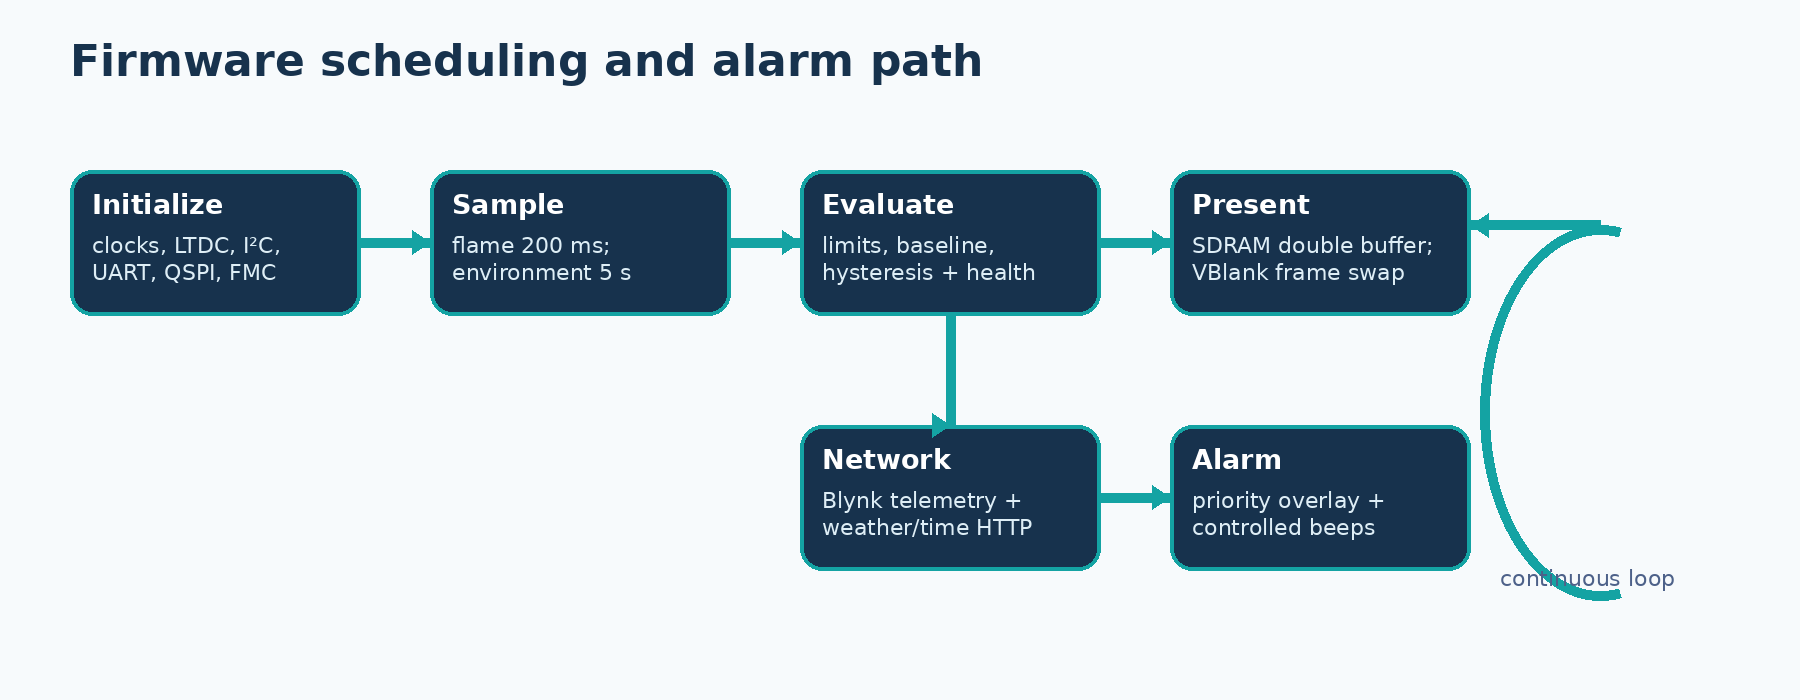 Firmware scheduling and alarm path
Initialize
clocks, LTDC, I²C,
UART, QSPI, FMC
Sample
flame 200 ms;
environment 5 s
Evaluate
limits, baseline,
hysteresis + health
Present
SDRAM double buffer;
VBlank frame swap
Network
Blynk telemetry +
weather/time HTTP
Alarm
priority overlay +
controlled beeps
continuous loop